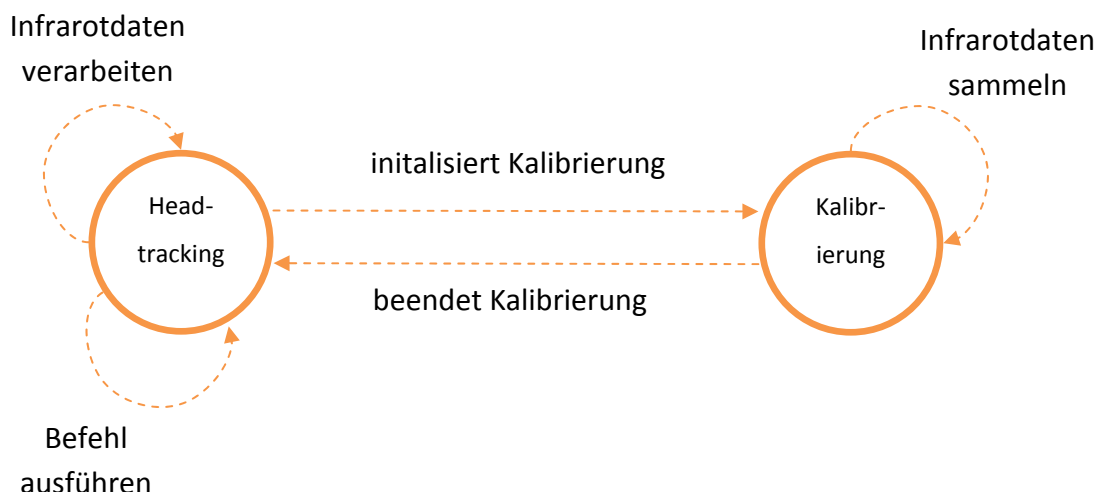 Infrarotdaten
verarbeiten
Infrarotdaten
sammeln
initalisiert Kalibrierung
Head-
tracking
Kalibr-
ierung
beendet Kalibrierung
Befehl
ausführen